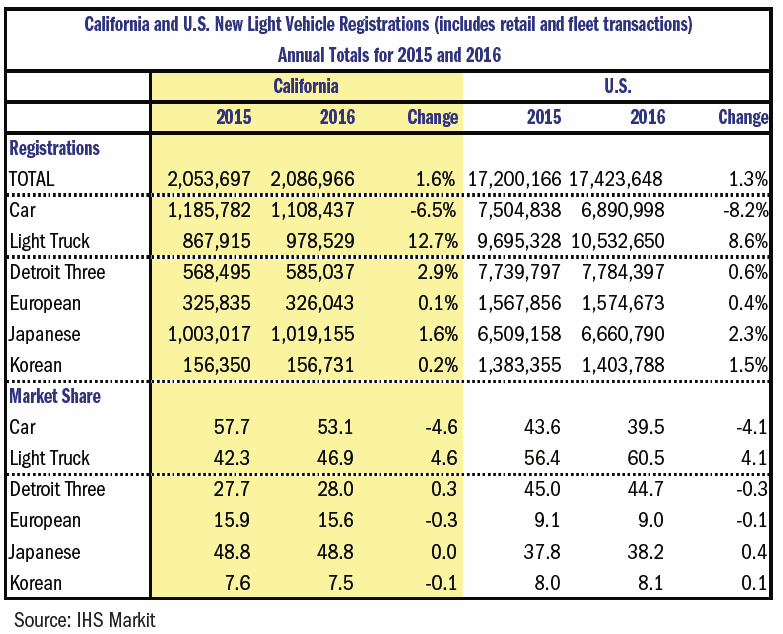 California and U.S. New Light Vehicle Registrations (includes retail and fleet transactions)
Annual Totals for 2015 and 2016
California U.S.
2015 2016 Change 2015 2016 Change
Registrations
TOTAL 2,053,697 2,086,966 1.6% 17,200,166 17,423,648 1.3%
Car 1,185,782 1,108,437 -6.5% 7,504,838 6,890,998 -8.2%
Light Truck 867,915 978,529 12.7% 9,695,328 10,532,650 8.6%
Detroit Three 568,495 585,037 2.9% 7,739,797 7,784,397 0.6%
European 325,835 326,043 0.1% 1,567,856 1,574,673 0.4%
Japanese 1,003,017 1,019,155 1.6% 6,509,158 6,660,790 2.3%
Korean 156,350 156,731 0.2% 1,383,355 1,403,788 1.5%
Market Share
Car 57.7 53.1 -4.6 43.6 39.5 -4.1
Light Truck 42.3 46.9 4.6 56.4 60.5 4.1
Detroit Three 27.7 28.0 0.3 45.0 44.7 -0.3
European 15.9 15.6 -0.3 9.1 9.0 -0.1
Japanese 48.8 48.8 0.0 37.8 38.2 0.4
Korean 7.6 7.5 -0.1 8.0 8.1 0.1
Source: IHS Markit